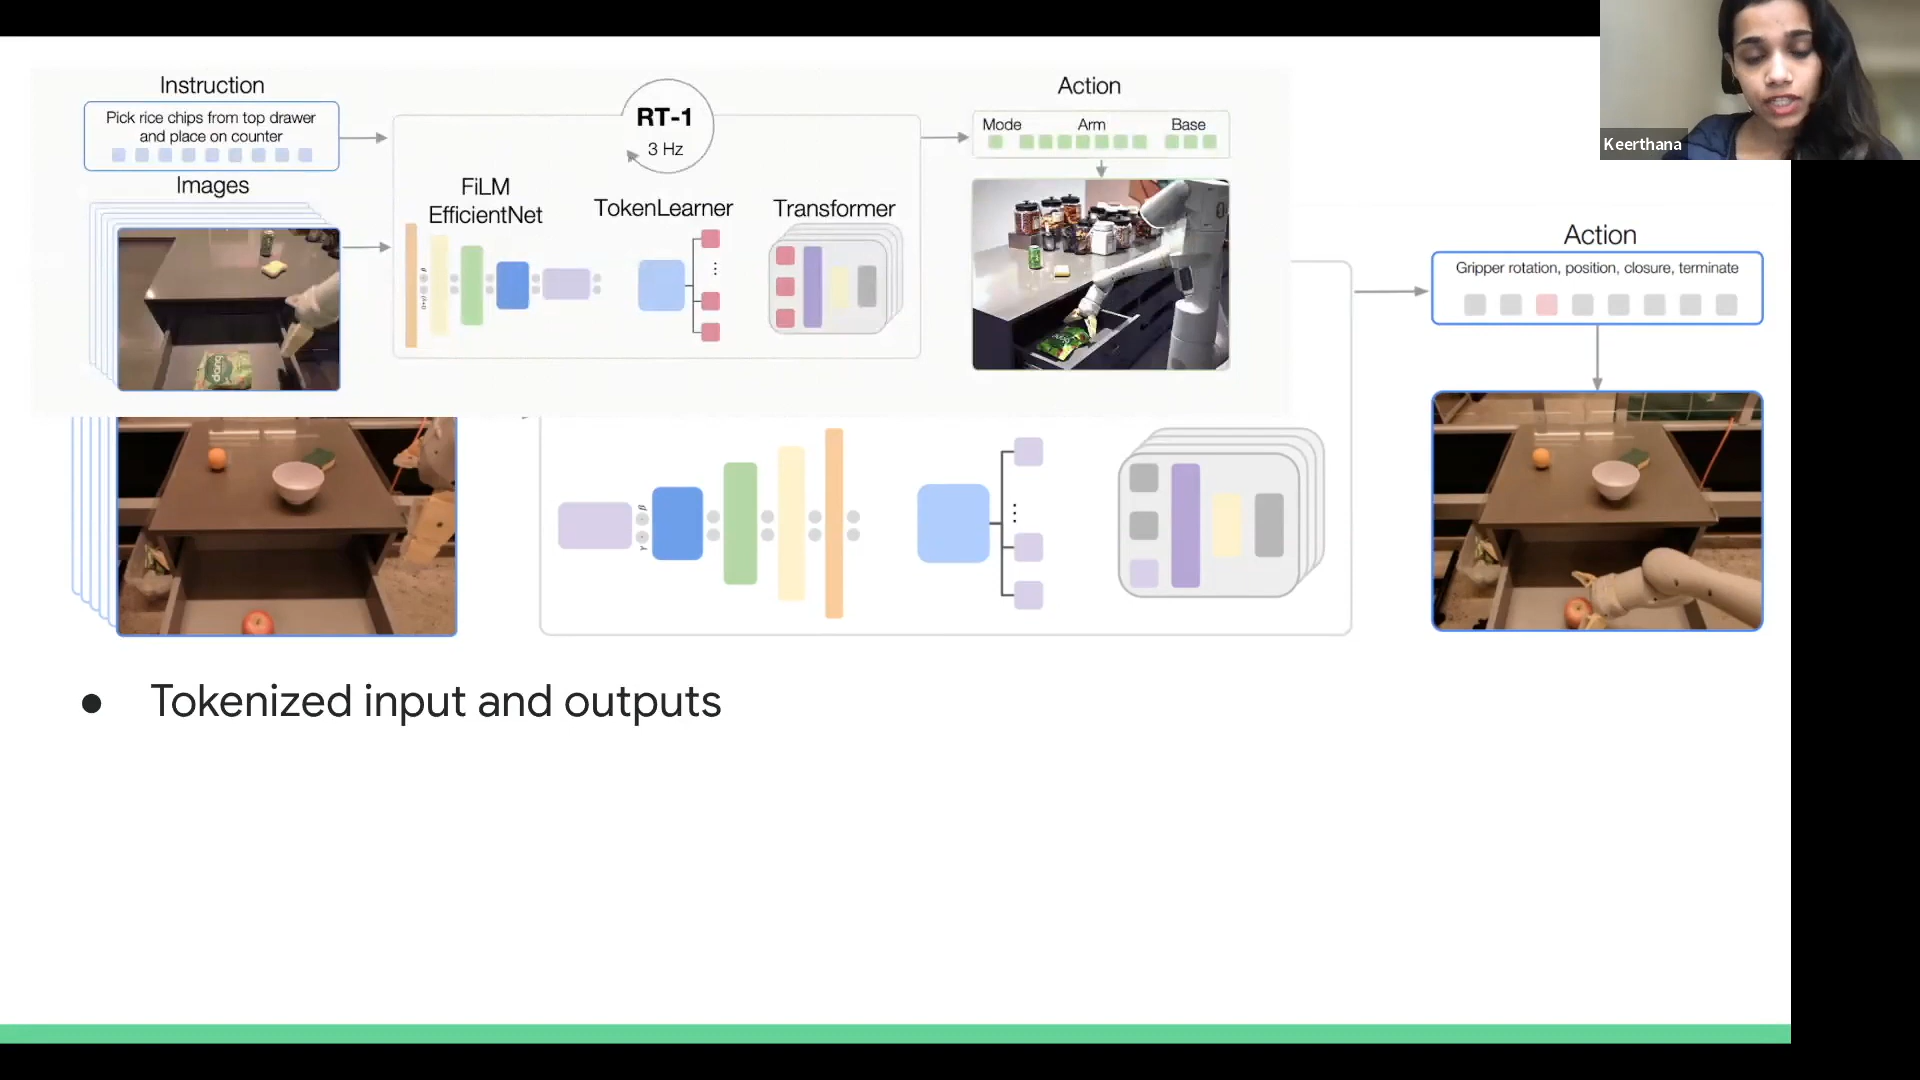 Instruction
Pick rice chips from top drawer
and place on counter
Images
RT-1
3 Hz
FiLM
EfficientNet
TokenLearner
Transformer
Action
Mode Arm Base
Keerthana
Action
Gripper rotation, position, closure, terminate
● Tokenized input and outputs